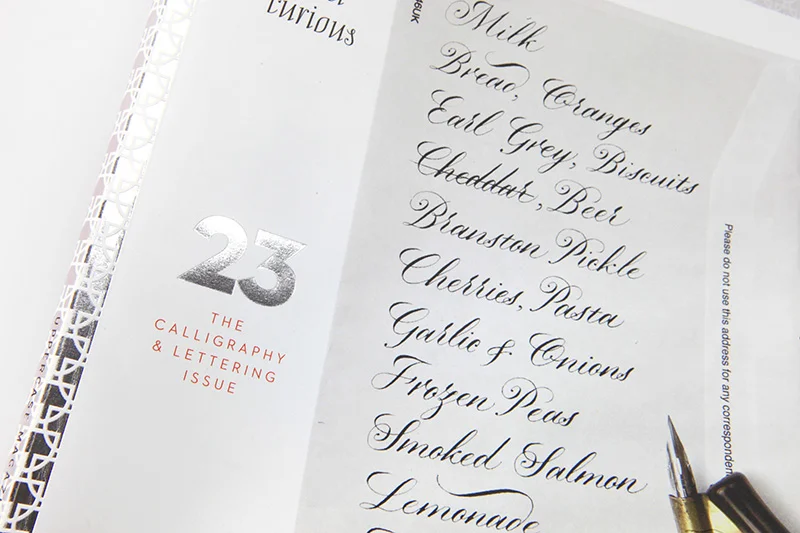 curious
Milk
Bread, Oranges
Earl Grey, Biscuits
Cheddar, Beer
Branston Pickle
Cherries, Pasta
Garlic & Onions
Frozen Peas
Smoked Salmon
Lemonade
23
THE
CALLIGRAPHY
& LETTERING
ISSUE
Please do not use this address for any
UPPERCASE